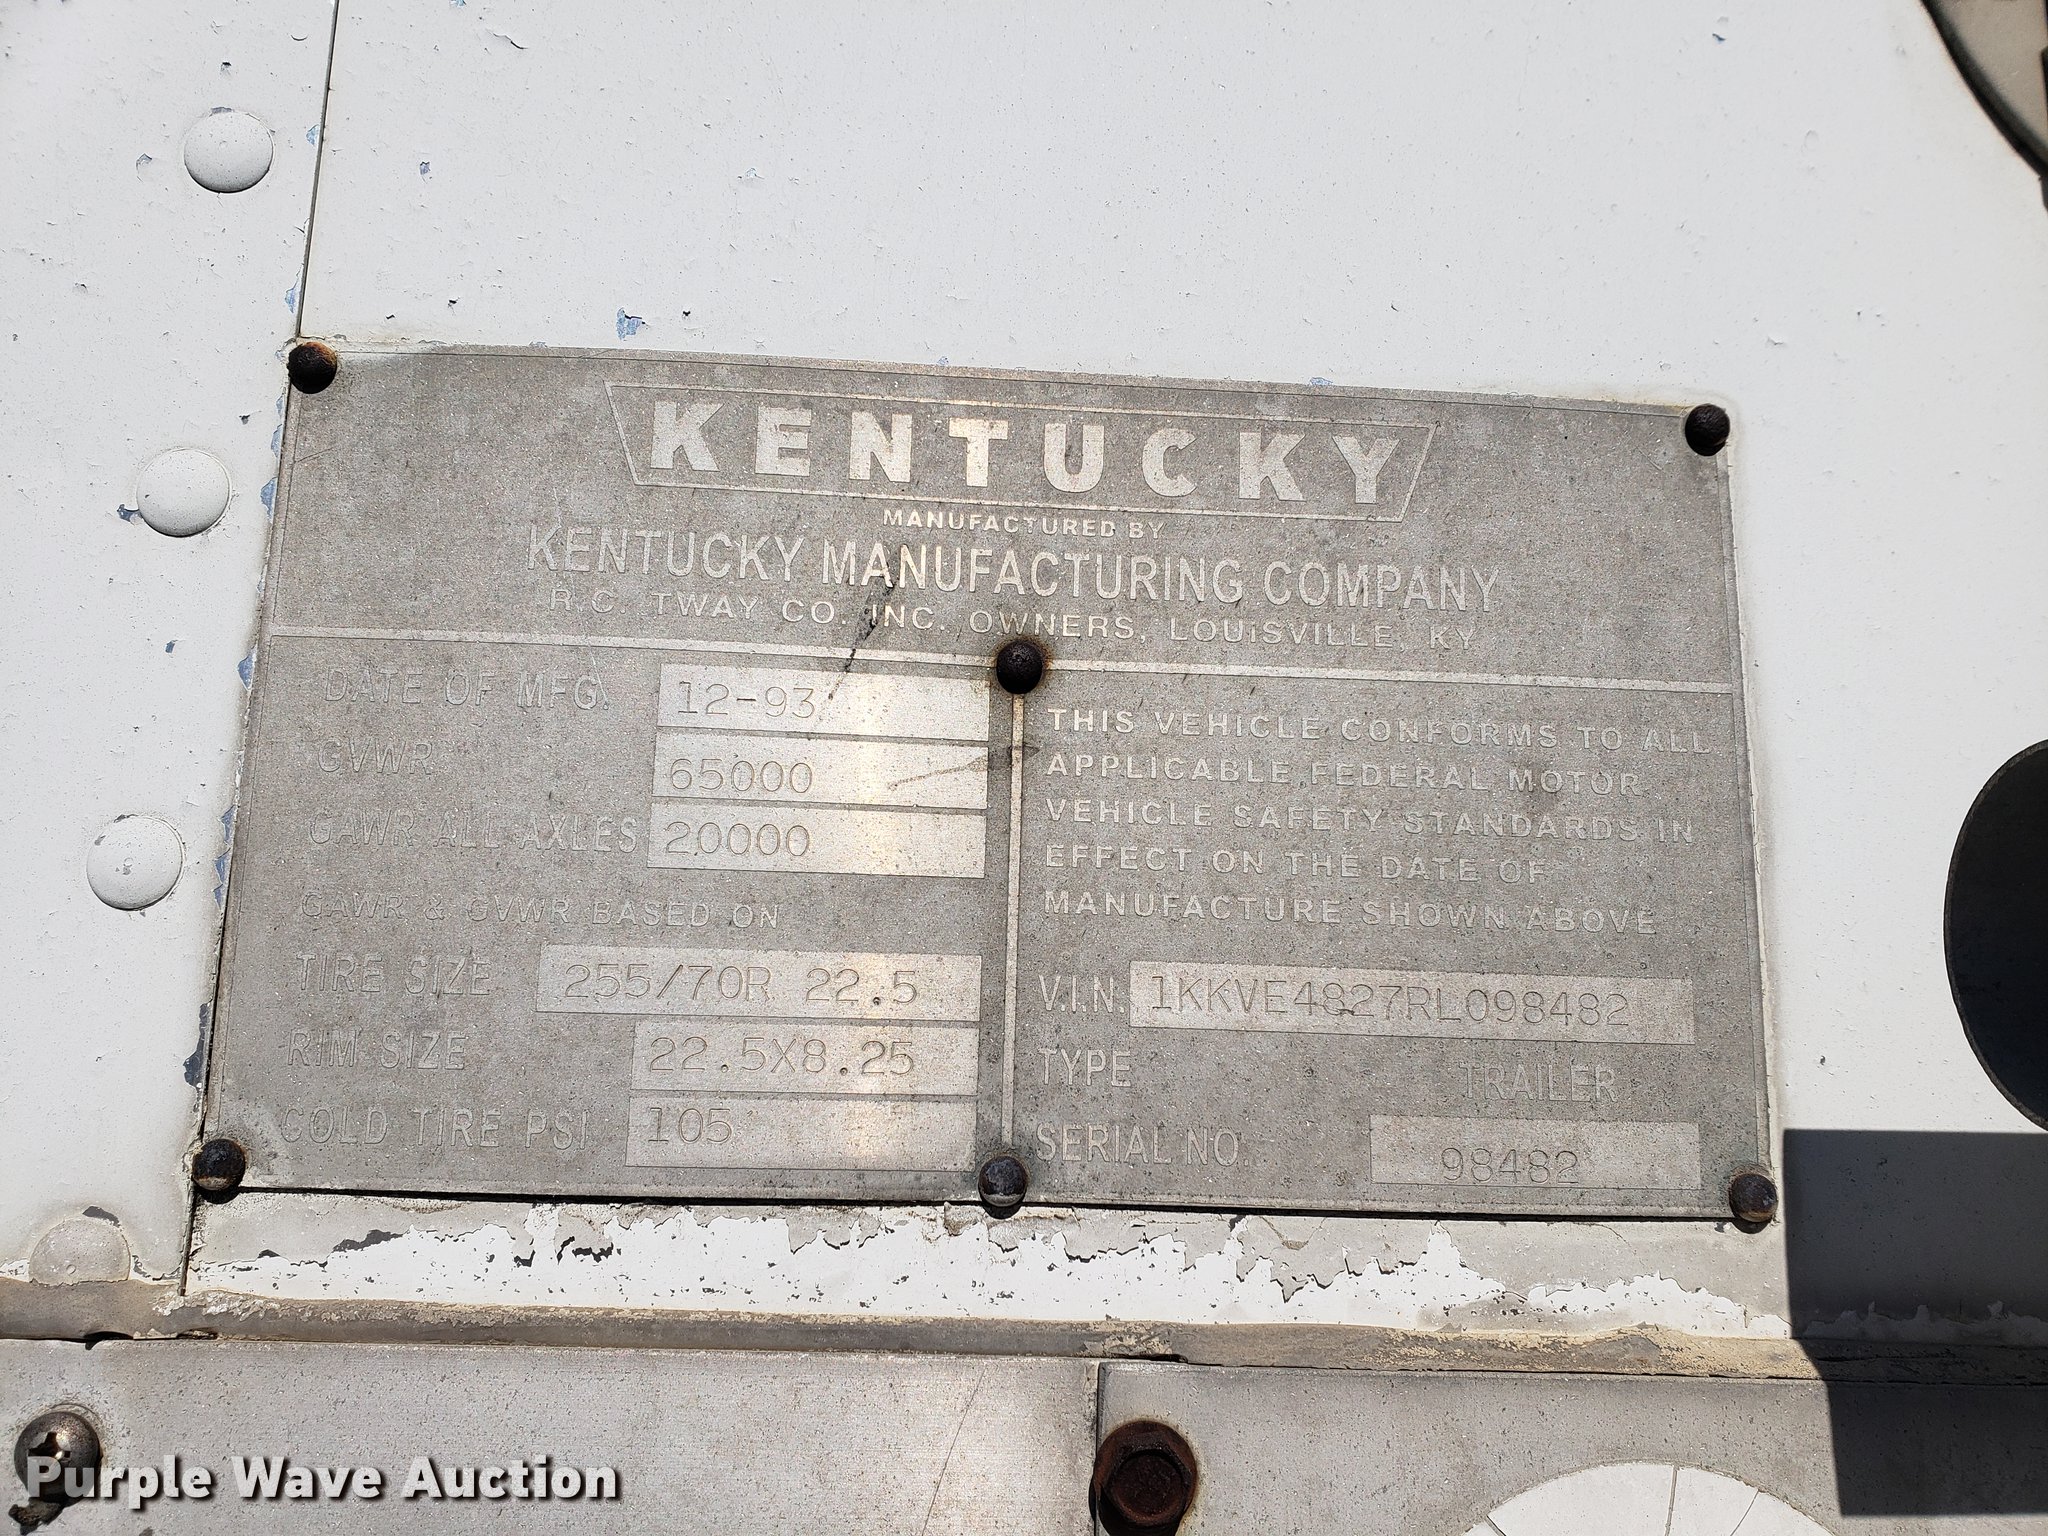 KENTUCKY
MANUFACTURED BY
KENTUCKY MANUFACTURING COMPANY
R.C. TWAY CO. INC. OWNERS, LOUISVILLE, KY
DATE OF MFG. 12-93
GVWR 65000
GAWR ALL AXLES 20000
GAWR & GVWR BASED ON
TIRE SIZE 255/70R 22.5
RIM SIZE 22.5X8.25
COLD TIRE PSI 105
THIS VEHICLE CONFORMS TO ALL
APPLICABLE FEDERAL MOTOR
VEHICLE SAFETY STANDARDS IN
EFFECT ON THE DATE OF
MANUFACTURE SHOWN ABOVE
V.I.N. 1KKVE4827RL098482
TYPE TRAILER
SERIAL NO. 98482
Purple Wave Auction